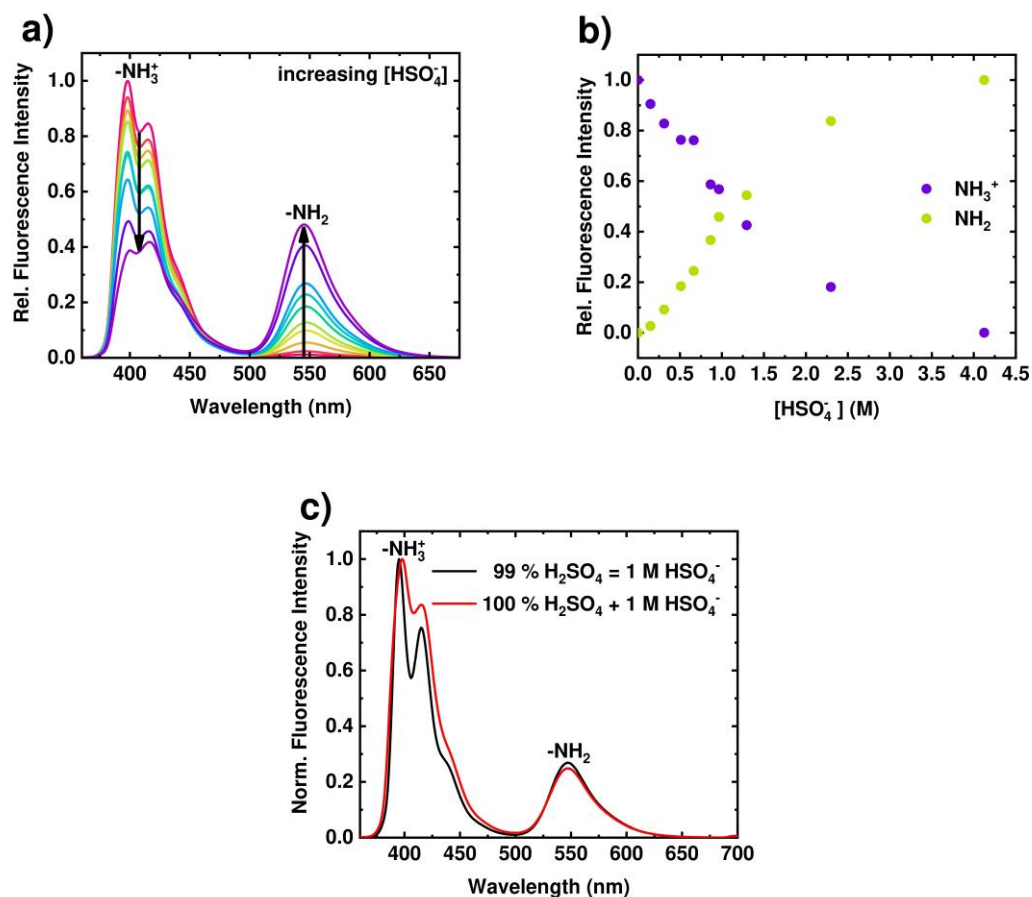 a)
-NH₃⁺
increasing [HSO₄⁻]
-NH₂
Rel. Fluorescence Intensity
1.0
0.8
0.6
0.4
0.2
0.0
400 450 500 550 600 650
Wavelength (nm)
b)
Rel. Fluorescence Intensity
1.0
0.8
0.6
0.4
0.2
0.0
NH₃⁺
NH₂
0.0 0.5 1.0 1.5 2.0 2.5 3.0 3.5 4.0 4.5
[HSO₄⁻] (M)
c)
-NH₃⁺
99 % H₂SO₄ = 1 M HSO₄⁻
100 % H₂SO₄ + 1 M HSO₄⁻
-NH₂
Norm. Fluorescence Intensity
1.0
0.8
0.6
0.4
0.2
0.0
400 450 500 550 600 650 700
Wavelength (nm)